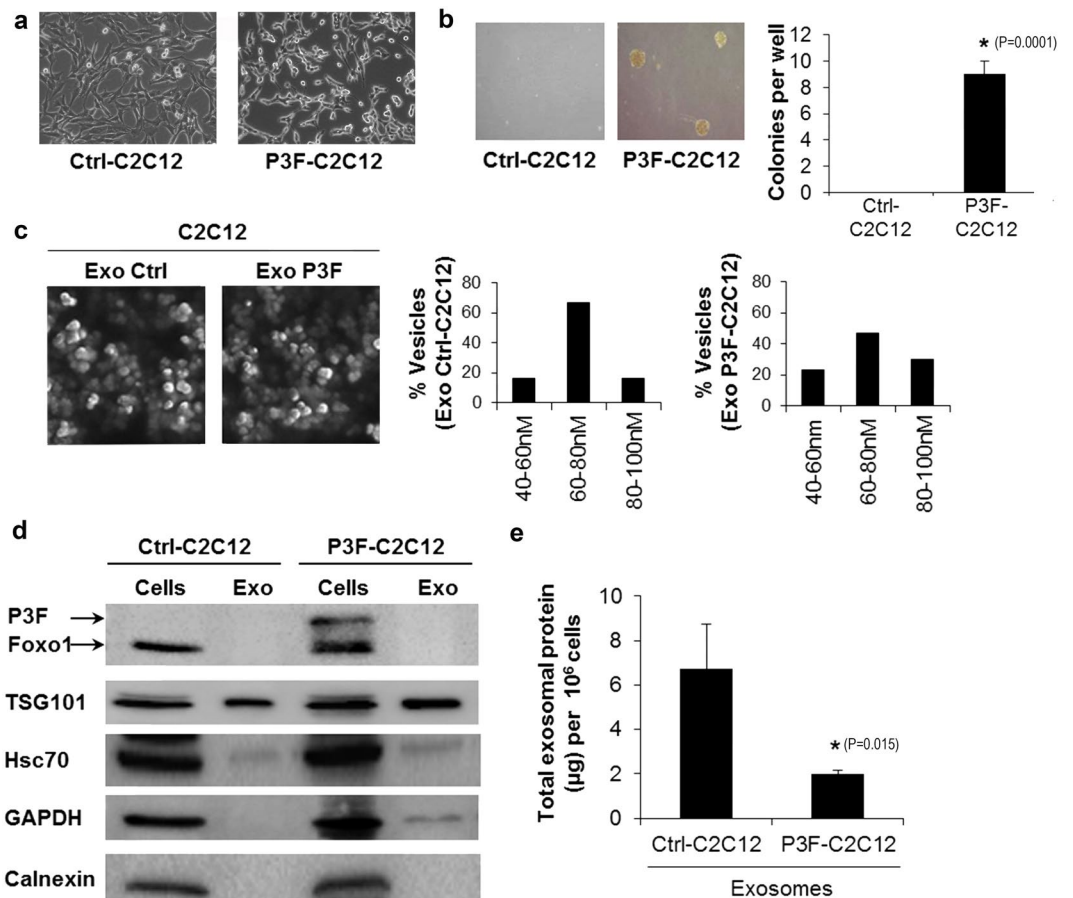 a
Ctrl-C2C12
P3F-C2C12
b
Ctrl-C2C12
P3F-C2C12
Colonies per well
12
10
8
6
4
2
0
* (P=0.0001)
Ctrl-
C2C12
P3F-
C2C12
c
C2C12
Exo Ctrl
Exo P3F
% Vesicles
(Exo Ctrl-C2C12)
80
60
40
20
0
40-60nM
60-80nM
80-100nM
% Vesicles
(Exo P3F-C2C12)
80
60
40
20
0
40-60nm
60-80nM
80-100nM
d
Ctrl-C2C12
P3F-C2C12
Cells
Exo
Cells
Exo
P3F
Foxo1
TSG101
Hsc70
GAPDH
Calnexin
e
Total exosomal protein
(μg) per 10⁶ cells
10
8
6
4
2
0
* (P=0.015)
Ctrl-C2C12
P3F-C2C12
Exosomes